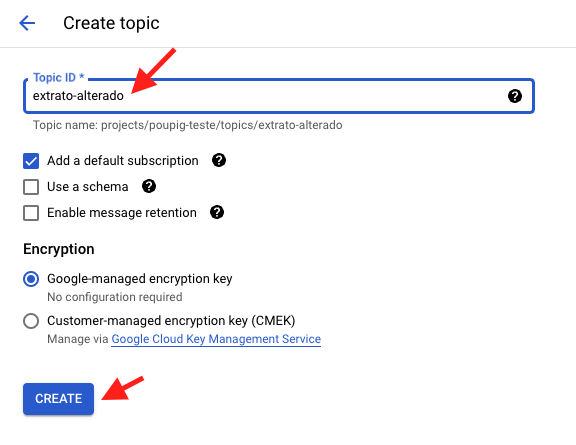 Create topic
Topic ID *
extrato-alterado
Topic name: projects/poupig-teste/topics/extrato-alterado
Add a default subscription
Use a schema
Enable message retention
Encryption
Google-managed encryption key
No configuration required
Customer-managed encryption key (CMEK)
Manage via Google Cloud Key Management Service
CREATE